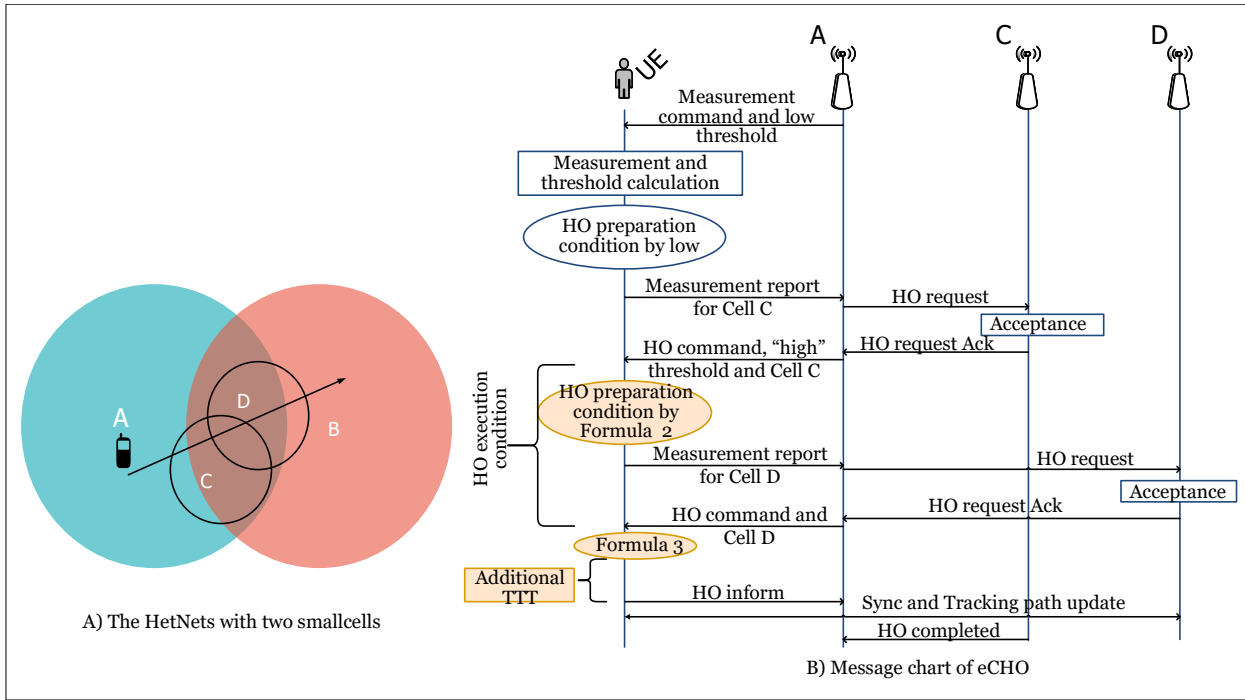 A
D
B
C
A) The HetNets with two smallcells
UE
A
C
D
Measurement
command and low
threshold
Measurement and
threshold calculation
HO preparation
condition by low
Measurement report
for Cell C
HO request
Acceptance
HO request Ack
HO command, “high”
threshold and Cell C
HO execution
condition
HO preparation
condition by
Formula 2
Measurement report
for Cell D
HO request
Acceptance
HO request Ack
HO command and
Cell D
Formula 3
Additional
TTT
HO inform
Sync and Tracking path update
HO completed
B) Message chart of eCHO